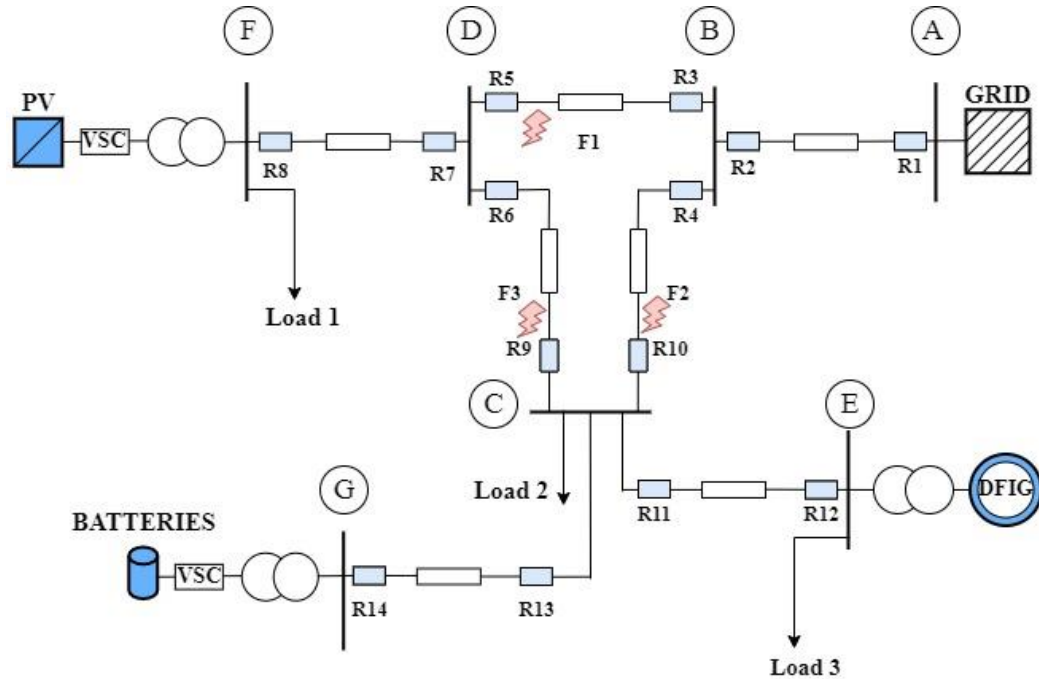 F
D
B
A
PV
R5
R3
GRID
VSC
F1
R8
R7
R2
R1
R6
R4
F3
F2
Load 1
R9
R10
C
E
Load 2
R11
R12
DFIG
G
BATTERIES
VSC
R14
R13
Load 3